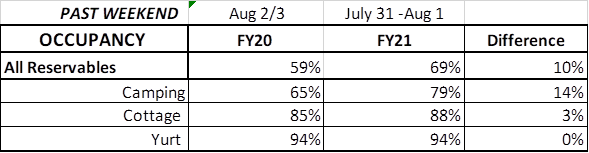 PAST WEEKEND Aug 2/3 July 31 -Aug 1
OCCUPANCY FY20 FY21 Difference
All Reservables 59% 69% 10%
Camping 65% 79% 14%
Cottage 85% 88% 3%
Yurt 94% 94% 0%